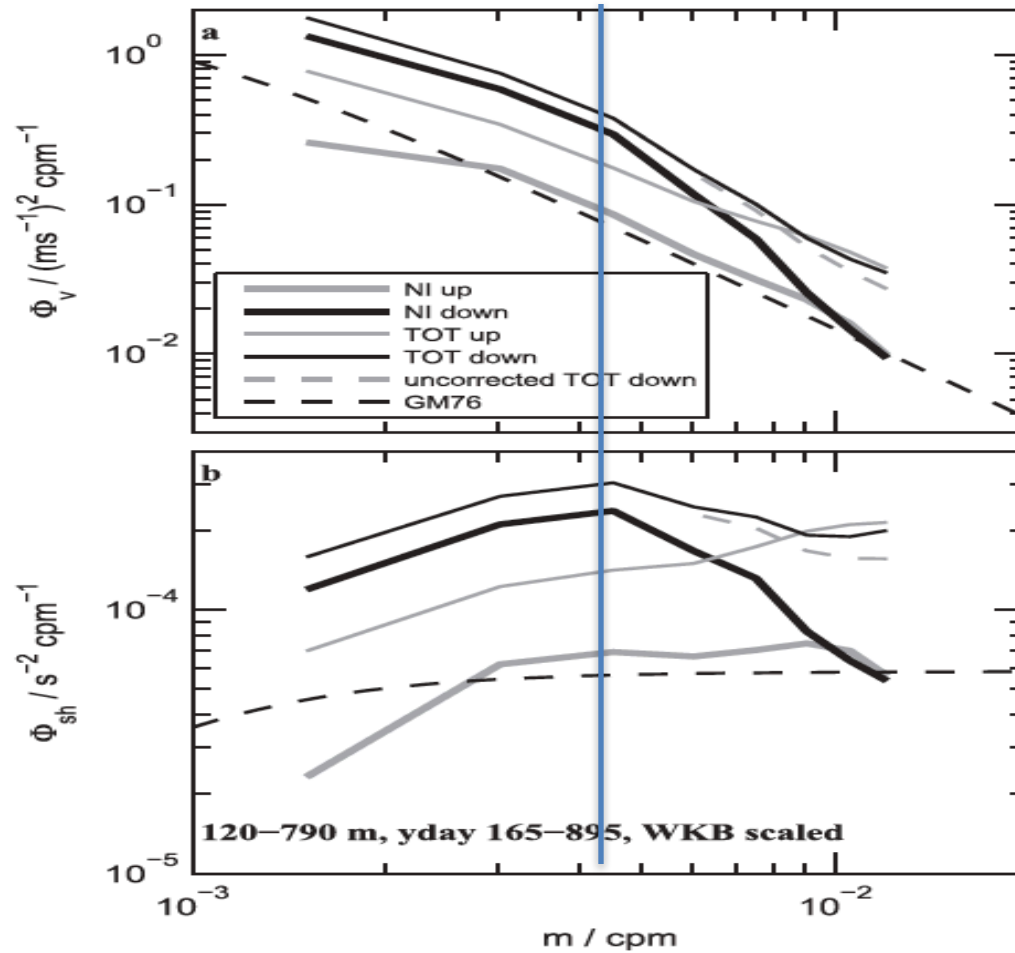 a
10⁰
10⁻¹
10⁻²
Φv / (ms⁻¹)² cpm⁻¹
NI up
NI down
TOT up
TOT down
uncorrected TOT down
GM76
b
10⁻⁴
10⁻⁵
Φsh / s⁻² cpm⁻¹
120−790 m, yday 165−895, WKB scaled
10⁻³
10⁻²
m / cpm